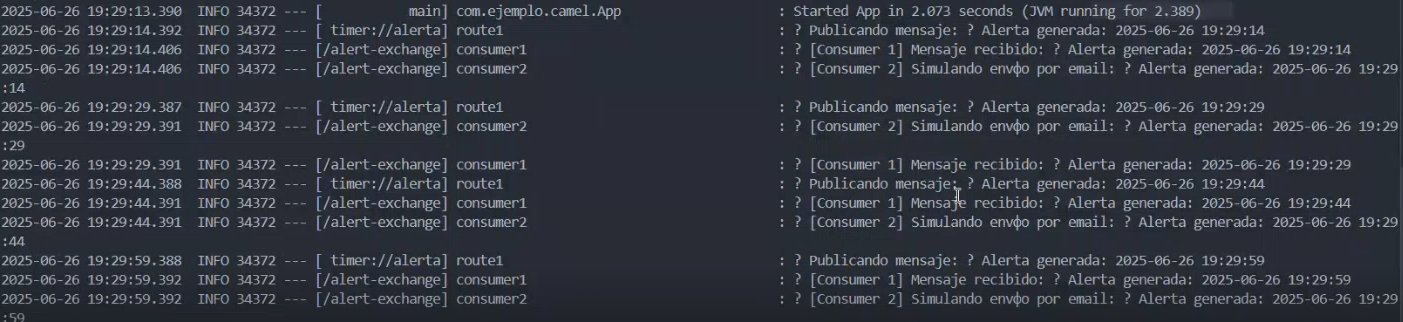 2025-06-26 19:29:13.390  INFO 34372 --- [           main] com.ejemplo.camel.App                    : Started App in 2.073 seconds (JVM running for 2.389)
2025-06-26 19:29:14.392  INFO 34372 --- [ timer://alerta] route1                                   : ? Publicando mensaje: ? Alerta generada: 2025-06-26 19:29:14
2025-06-26 19:29:14.406  INFO 34372 --- [/alert-exchange] consumer1                                : ? [Consumer 1] Mensaje recibido: ? Alerta generada: 2025-06-26 19:29:14
2025-06-26 19:29:14.406  INFO 34372 --- [/alert-exchange] consumer2                                : ? [Consumer 2] Simulando envφo por email: ? Alerta generada: 2025-06-26 19:29
:14
2025-06-26 19:29:29.387  INFO 34372 --- [ timer://alerta] route1                                   : ? Publicando mensaje: ? Alerta generada: 2025-06-26 19:29:29
2025-06-26 19:29:29.391  INFO 34372 --- [/alert-exchange] consumer2                                : ? [Consumer 2] Simulando envφo por email: ? Alerta generada: 2025-06-26 19:29
:29
2025-06-26 19:29:29.391  INFO 34372 --- [/alert-exchange] consumer1                                : ? [Consumer 1] Mensaje recibido: ? Alerta generada: 2025-06-26 19:29:29
2025-06-26 19:29:44.388  INFO 34372 --- [ timer://alerta] route1                                   : ? Publicando mensaje: ? Alerta generada: 2025-06-26 19:29:44
2025-06-26 19:29:44.391  INFO 34372 --- [/alert-exchange] consumer1                                : ? [Consumer 1] Mensaje recibido: ? Alerta generada: 2025-06-26 19:29:44
2025-06-26 19:29:44.391  INFO 34372 --- [/alert-exchange] consumer2                                : ? [Consumer 2] Simulando envφo por email: ? Alerta generada: 2025-06-26 19:29
:44
2025-06-26 19:29:59.388  INFO 34372 --- [ timer://alerta] route1                                   : ? Publicando mensaje: ? Alerta generada: 2025-06-26 19:29:59
2025-06-26 19:29:59.392  INFO 34372 --- [/alert-exchange] consumer1                                : ? [Consumer 1] Mensaje recibido: ? Alerta generada: 2025-06-26 19:29:59
2025-06-26 19:29:59.392  INFO 34372 --- [/alert-exchange] consumer2                                : ? [Consumer 2] Simulando envφo por email: ? Alerta generada: 2025-06-26 19:29
:59